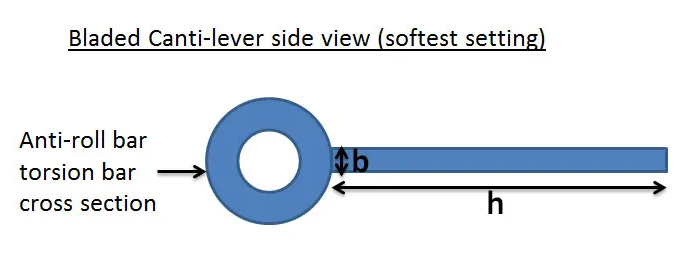 Bladed Canti-lever side view (softest setting)
Anti-roll bar
torsion bar
cross section
b
h